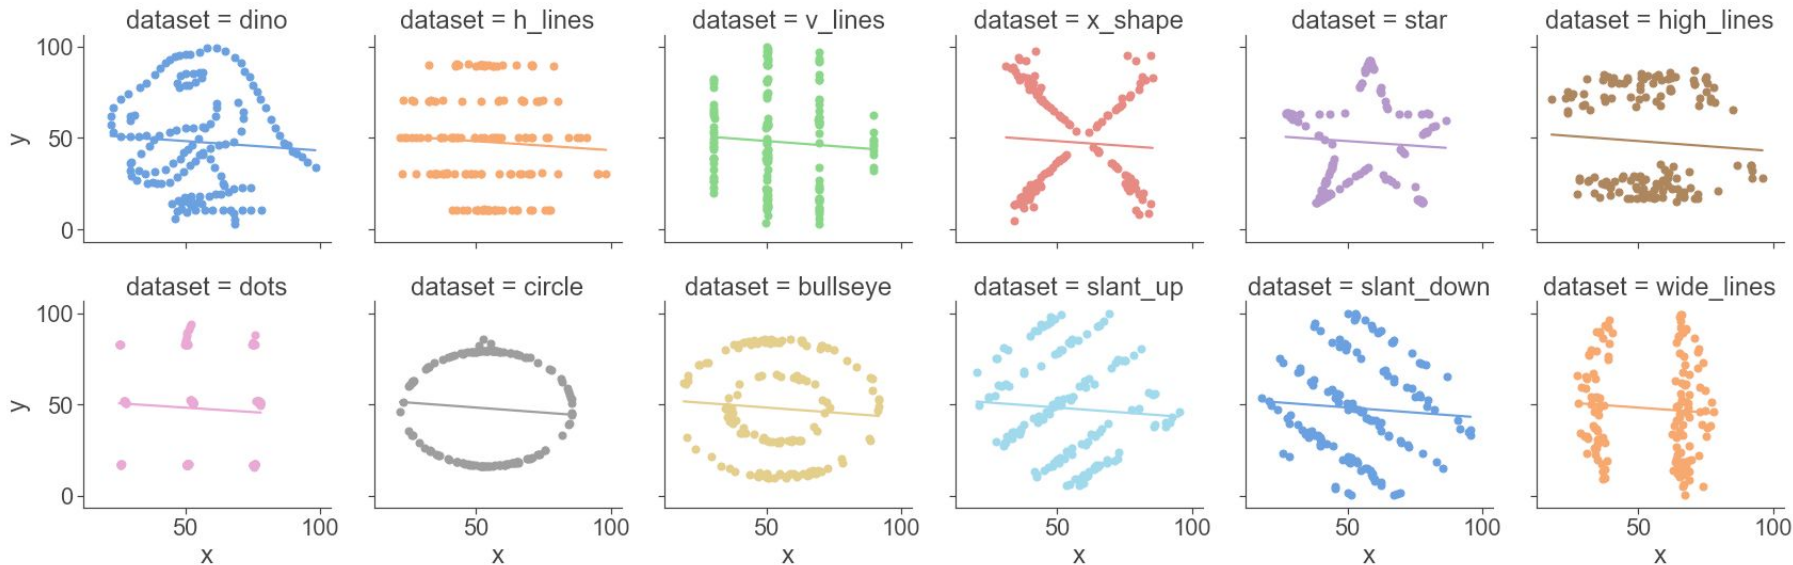 dataset = dino
dataset = h_lines
dataset = v_lines
dataset = x_shape
dataset = star
dataset = high_lines
100
50
0
y
dataset = dots
dataset = circle
dataset = bullseye
dataset = slant_up
dataset = slant_down
dataset = wide_lines
100
50
0
y
50 100
50 100
50 100
50 100
50 100
50 100
x
x
x
x
x
x